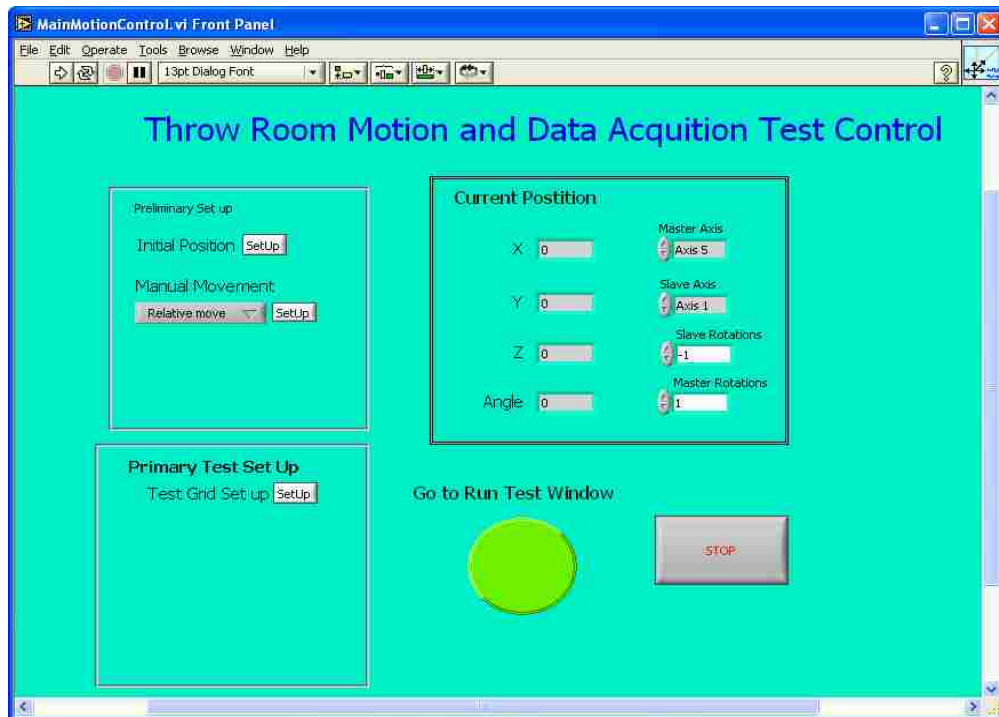 MainMotionControl.vi Front Panel
File Edit Operate Tools Browse Window Help
13pt Dialog Font
?
Throw Room Motion and Data Acquition Test Control
Preliminary Set up
Initial Position SetUp
Manual Movement
Relative move SetUp
Current Postition
X 0
Y 0
Z 0
Angle 0
Master Axis
Axis 5
Slave Axis
Axis 1
Slave Rotations
-1
Master Rotations
1
Primary Test Set Up
Test Grid Set up SetUp
Go to Run Test Window
STOP